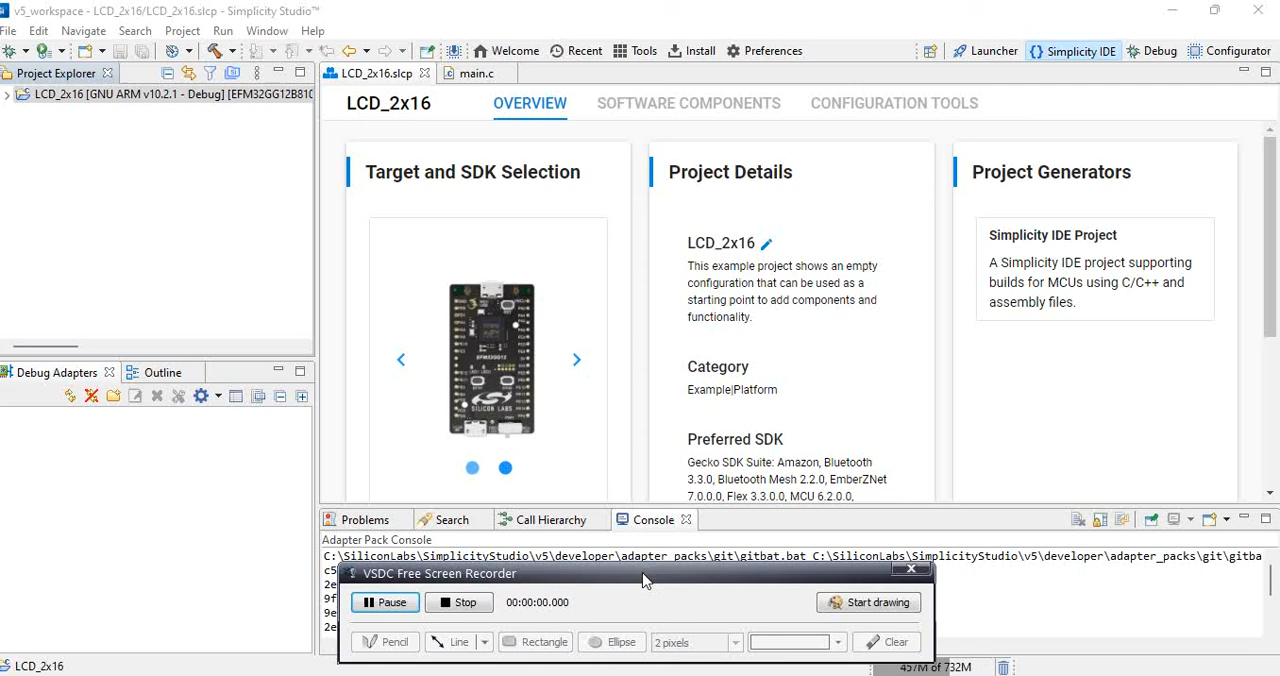 v5_workspace - LCD_2x16/LCD_2x16.slcp - Simplicity Studio™
File Edit Navigate Search Project Run Window Help
Welcome Recent Tools Install Preferences Launcher Simplicity IDE Debug Configurator
Project Explorer
LCD_2x16 [GNU ARM v10.2.1 - Debug] [EFM32GG12B810
LCD_2x16.slcp main.c
LCD_2x16 OVERVIEW SOFTWARE COMPONENTS CONFIGURATION TOOLS
Target and SDK Selection
EFM32GG12
SILICON LABS
Project Details
LCD_2x16
This example project shows an empty
configuration that can be used as a
starting point to add components and
functionality.
Category
Example|Platform
Preferred SDK
Gecko SDK Suite: Amazon, Bluetooth
3.3.0, Bluetooth Mesh 2.2.0, EmberZNet
7.0.0.0, Flex 3.3.0.0, MCU 6.2.0.0,
Project Generators
Simplicity IDE Project
A Simplicity IDE project supporting
builds for MCUs using C/C++ and
assembly files.
Debug Adapters Outline
Problems Search Call Hierarchy Console
Adapter Pack Console
C:\SiliconLabs\SimplicityStudio\v5\developer\adapter_packs\git\gitbat.bat C:\SiliconLabs\SimplicityStudio\v5\developer\adapter_packs\git\gitba
c5
2e
9f
9e
2e
VSDC Free Screen Recorder
Pause Stop 00:00:00.000 Start drawing
Pencil Line Rectangle Ellipse 2 pixels Clear
LCD_2x16
457M of 732M